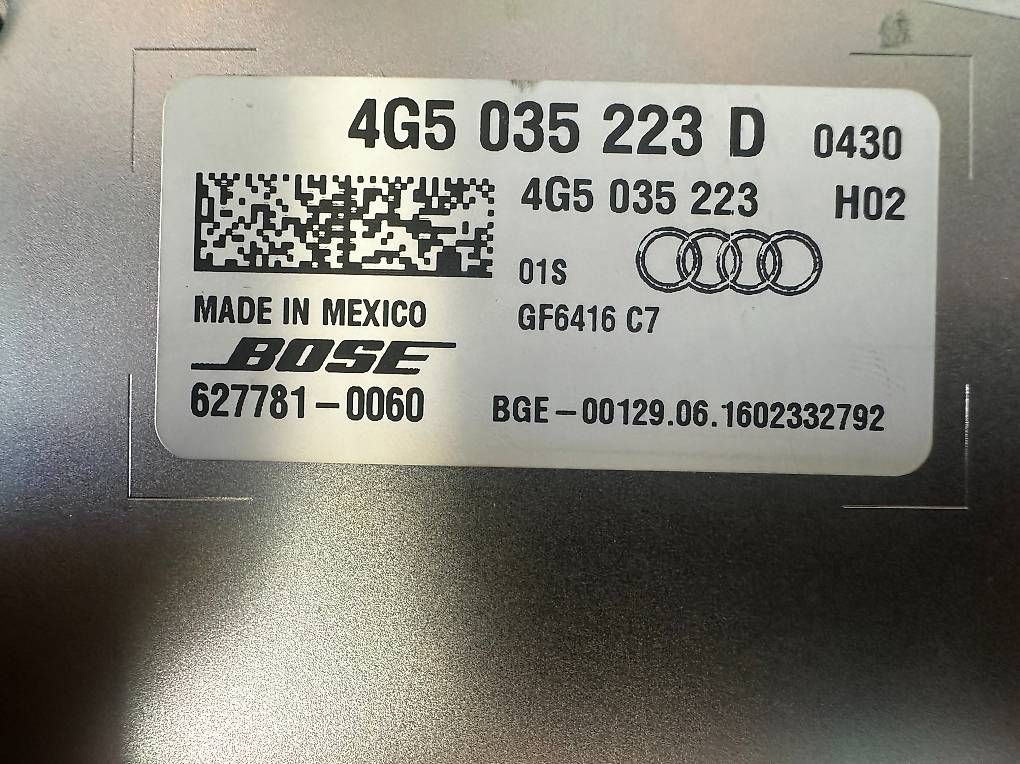 4G5 035 223 D 0430
4G5 035 223 H02
01S
MADE IN MEXICO GF6416 C7
BOSE
627781-0060 BGE-00129.06.1602332792